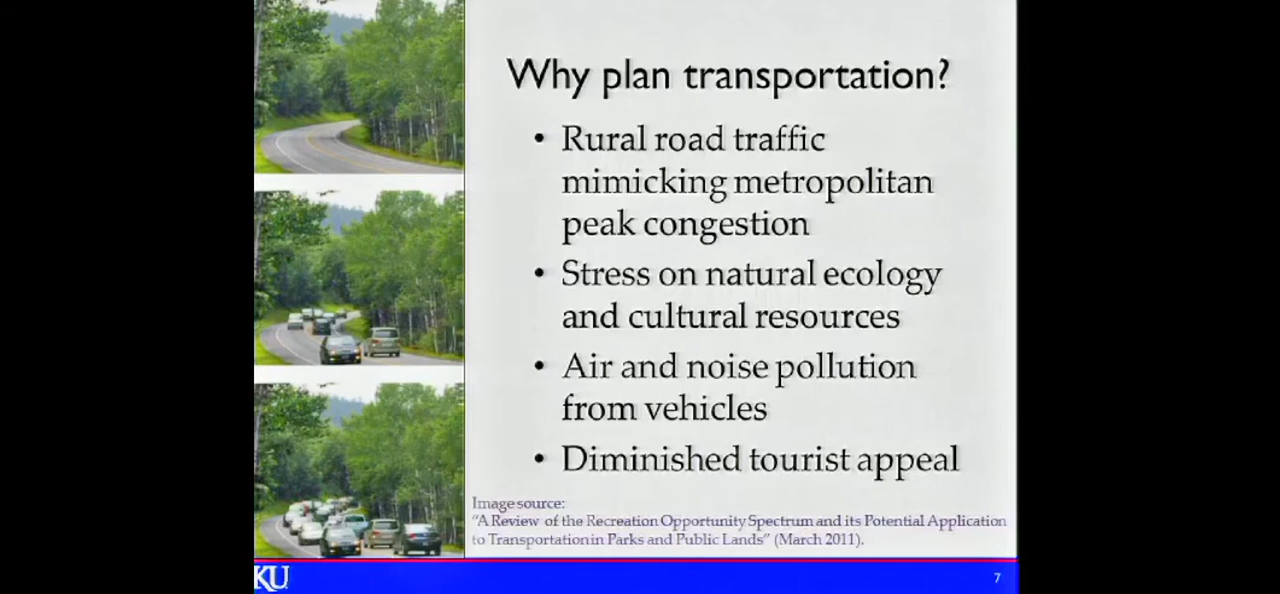 Why plan transportation?
• Rural road traffic
mimicking metropolitan
peak congestion
• Stress on natural ecology
and cultural resources
• Air and noise pollution
from vehicles
• Diminished tourist appeal
Image source:
"A Review of the Recreation Opportunity Spectrum and its Potential Application
to Transportation in Parks and Public Lands" (March 2011).
KU
7